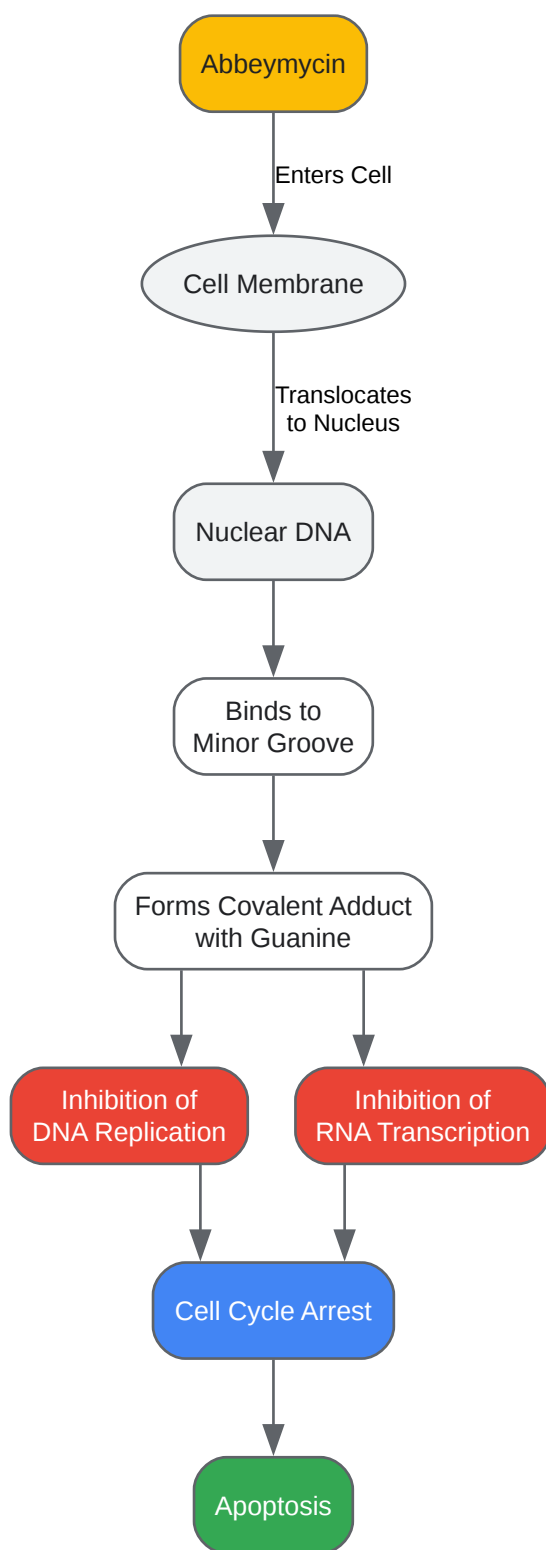 Abbeymycin
Enters Cell
Cell Membrane
Translocates
to Nucleus
Nuclear DNA
Binds to
Minor Groove
Forms Covalent Adduct
with Guanine
Inhibition of
DNA Replication
Inhibition of
RNA Transcription
Cell Cycle Arrest
Apoptosis